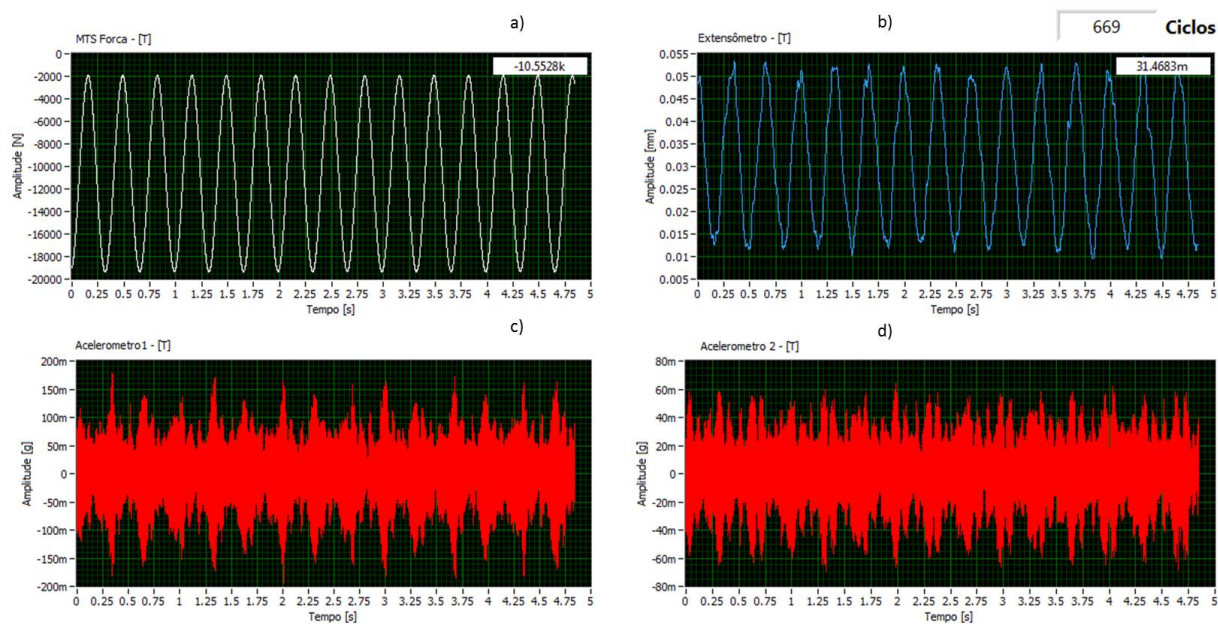 a)
b)
669 Ciclos
MTS Forca - [T]
-10.5528k
Amplitude [N]
0
-2000
-4000
-6000
-8000
-10000
-12000
-14000
-16000
-18000
-20000
0 0.25 0.5 0.75 1 1.25 1.5 1.75 2 2.25 2.5 2.75 3 3.25 3.5 3.75 4 4.25 4.5 4.75 5
Tempo [s]
Extensômetro - [T]
31.4683m
Amplitude [mm]
0.055
0.045
0.035
0.025
0.015
0.01
0.005
0 0.25 0.5 0.75 1 1.25 1.5 1.75 2 2.25 2.5 2.75 3 3.25 3.5 3.75 4 4.25 4.5 4.75 5
Tempo [s]
c)
d)
Acelerometro1 - [T]
Amplitude [g]
200m
150m
100m
50m
0
-50m
-100m
-150m
-200m
0 0.25 0.5 0.75 1 1.25 1.5 1.75 2 2.25 2.5 2.75 3 3.25 3.5 3.75 4 4.25 4.5 4.75 5
Tempo [s]
Acelerometro 2 - [T]
Amplitude [g]
80m
60m
40m
20m
0
-20m
-40m
-60m
-80m
0 0.25 0.5 0.75 1 1.25 1.5 1.75 2 2.25 2.5 2.75 3 3.25 3.5 3.75 4 4.25 4.5 4.75 5
Tempo [s]